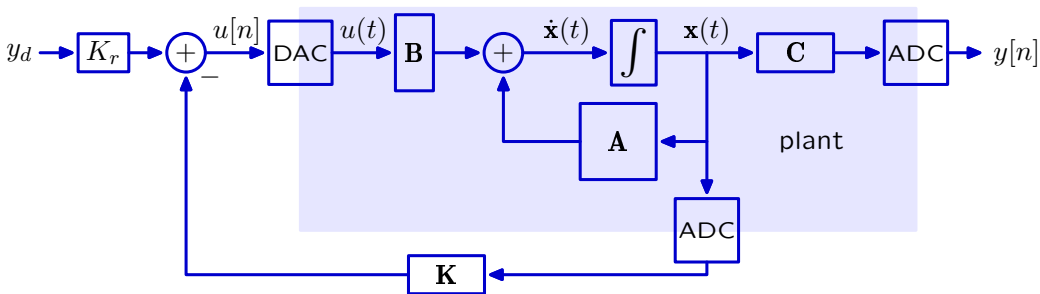 y_d K_r + u[n] DAC u(t) B + ẋ(t) ∫ x(t) C ADC y[n]
−
A plant
ADC
K